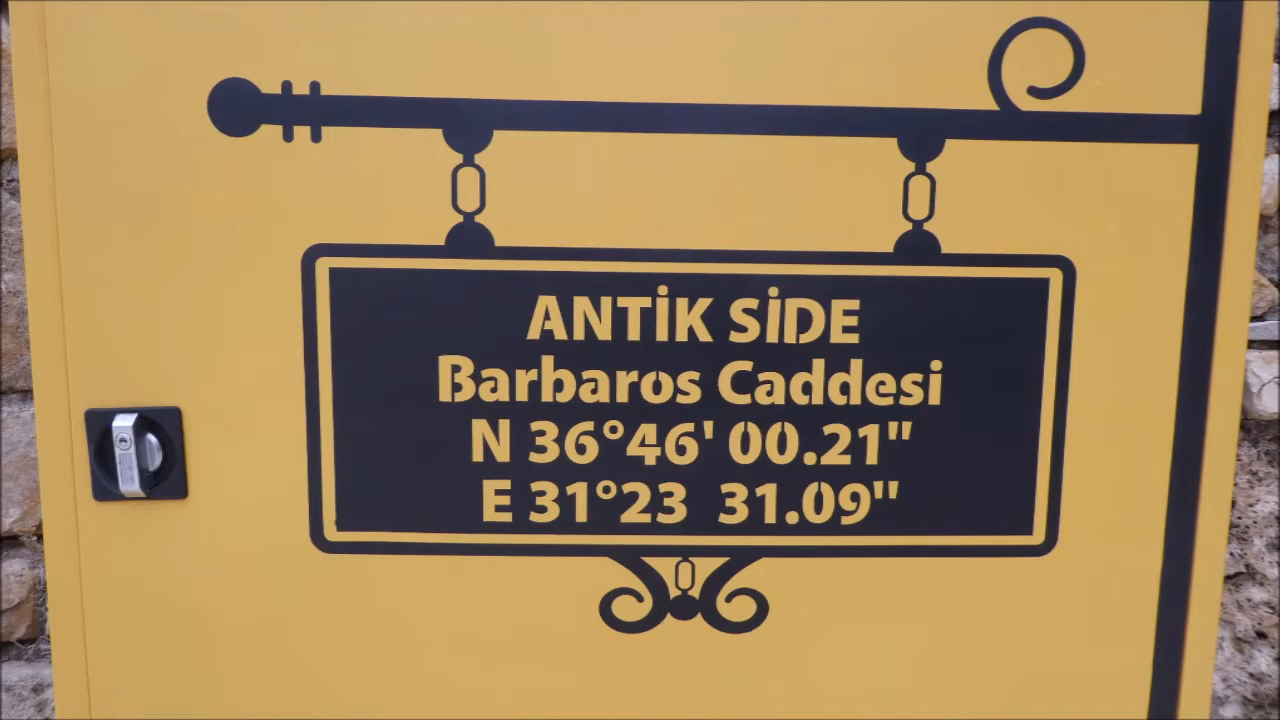 ANTİK SİDE
Barbaros Caddesi
N 36°46' 00.21"
E 31°23  31.09"